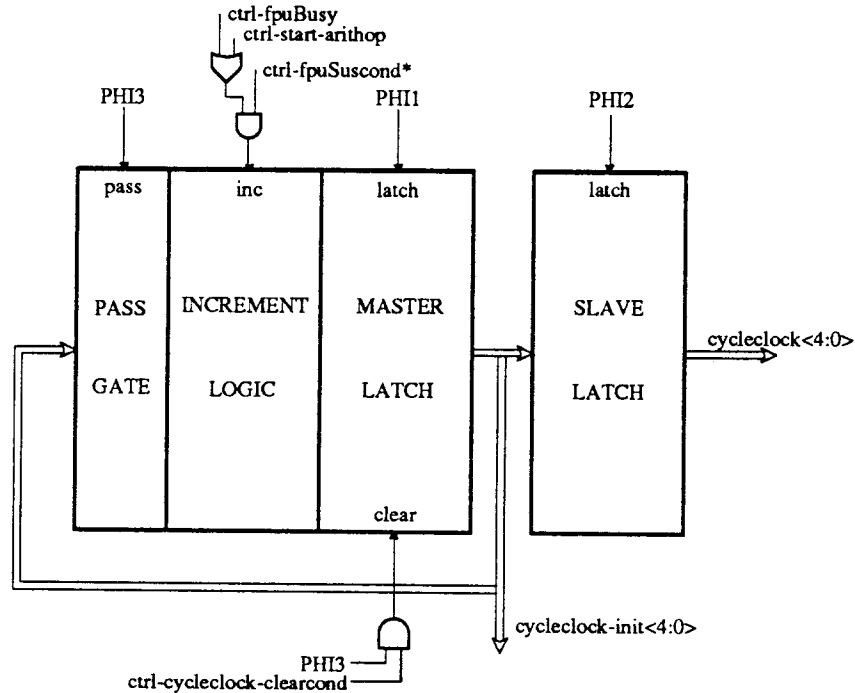 ctrl-fpuBusy
ctrl-start-arithop
ctrl-fpuSuscond*
PHI3
PHI1
PHI2
pass
inc
latch
latch
PASS
GATE
INCREMENT
LOGIC
MASTER
LATCH
SLAVE
LATCH
cycleclock<4:0>
clear
cycleclock-init<4:0>
PHI3
ctrl-cycleclock-clearcond